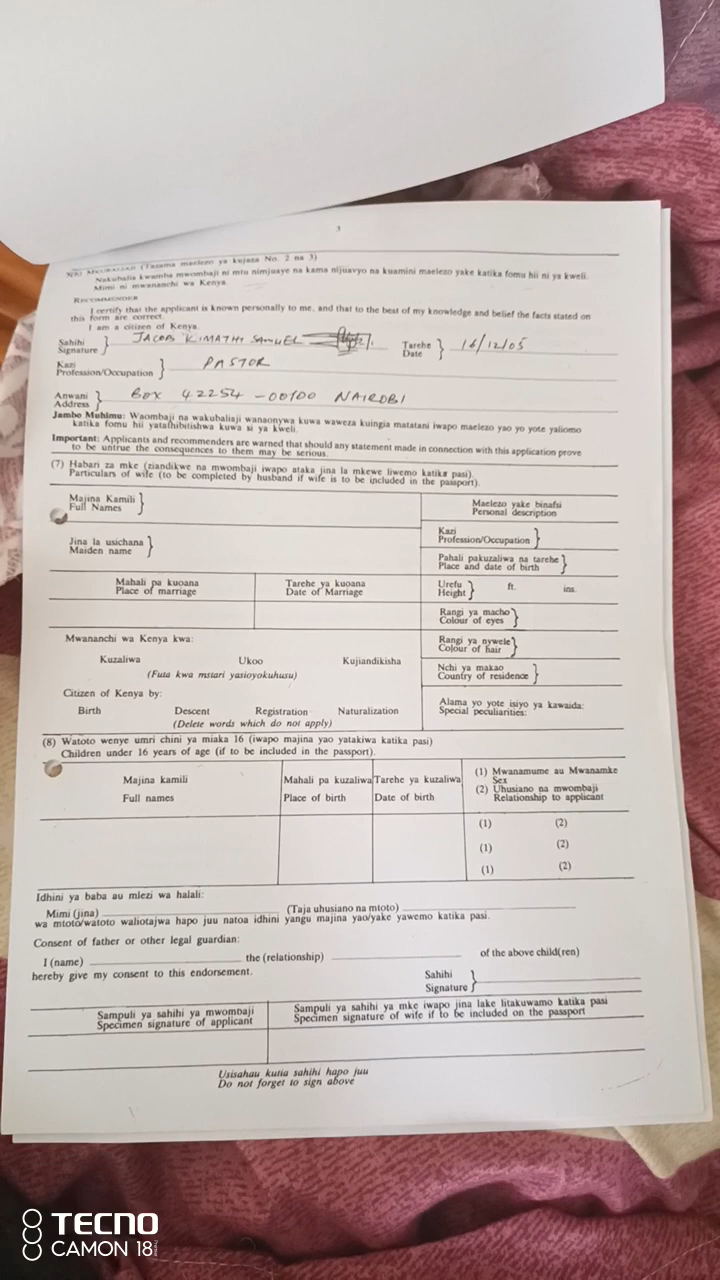 3
(Tazama maelezo ya kujaza No. 2 na 3)
Nakubalia kwamba mwombaji ni mtu nimjuaye na kama nijuavyo na kuamini maelezo yake katika fomu hii ni ya kweli.
Mimi ni mwananchi wa Kenya.
RECOMMENDER
I certify that the applicant is known personally to me, and that to the best of my knowledge and belief the facts stated on
this form are correct.
I am a citizen of Kenya.
Sahihi
Signature } JACOB KIMATHI SAMUEL Tarehe
Date } 16/12/05
Kazi
Profession/Occupation } PASTOR
Anwani
Address } BOX 42254 - 00100 NAIROBI
Jambo Muhimu: Waombaji na wakubaliaji wanaonywa kuwa waweza kuingia matatani iwapo maelezo yao yo yote yaliomo
katika fomu hii yatathibitishwa kuwa si ya kweli.
Important: Applicants and recommenders are warned that should any statement made in connection with this application prove
to be untrue the consequences to them may be serious.
(7) Habari za mke (ziandikwe na mwombaji iwapo ataka jina la mkewe liwemo katika pasi).
Particulars of wife (to be completed by husband if wife is to be included in the passport).
Majina Kamili
Full Names }
Maelezo yake binafsi
Personal description
Kazi
Profession/Occupation }
Jina la usichana
Maiden name }
Pahali pakuzaliwa na tarehe
Place and date of birth }
Mahali pa kuoana
Place of marriage
Tarehe ya kuoana
Date of Marriage
Urefu
Height } ft. ins.
Rangi ya macho
Colour of eyes }
Mwananchi wa Kenya kwa:
Rangi ya nywele
Colour of hair }
Kuzaliwa Ukoo Kujiandikisha
(Futa kwa mstari yasioyokuhusu)
Nchi ya makao
Country of residence }
Citizen of Kenya by:
Birth Descent Registration Naturalization
(Delete words which do not apply)
Alama yo yote isiyo ya kawaida:
Special peculiarities:
(8) Watoto wenye umri chini ya miaka 16 (iwapo majina yao yatakiwa katika pasi)
Children under 16 years of age (if to be included in the passport).
Majina kamili
Full names
Mahali pa kuzaliwa
Place of birth
Tarehe ya kuzaliwa
Date of birth
(1) Mwanamume au Mwanamke
Sex
(2) Uhusiano na mwombaji
Relationship to applicant
(1) (2)
(1) (2)
(1) (2)
Idhini ya baba au mlezi wa halali:
Mimi (jina) (Taja uhusiano na mtoto)
wa mtoto/watoto waliotajwa hapo juu natoa idhini yangu majina yao/yake yawemo katika pasi.
Consent of father or other legal guardian:
I (name) the (relationship) of the above child(ren)
hereby give my consent to this endorsement.
Sahihi
Signature }
Sampuli ya sahihi ya mwombaji
Specimen signature of applicant
Sampuli ya sahihi ya mke iwapo jina lake litakuwamo katika pasi
Specimen signature of wife if to be included on the passport
Usisahau kutia sahihi hapo juu
Do not forget to sign above
TECNO
CAMON 18 Premier